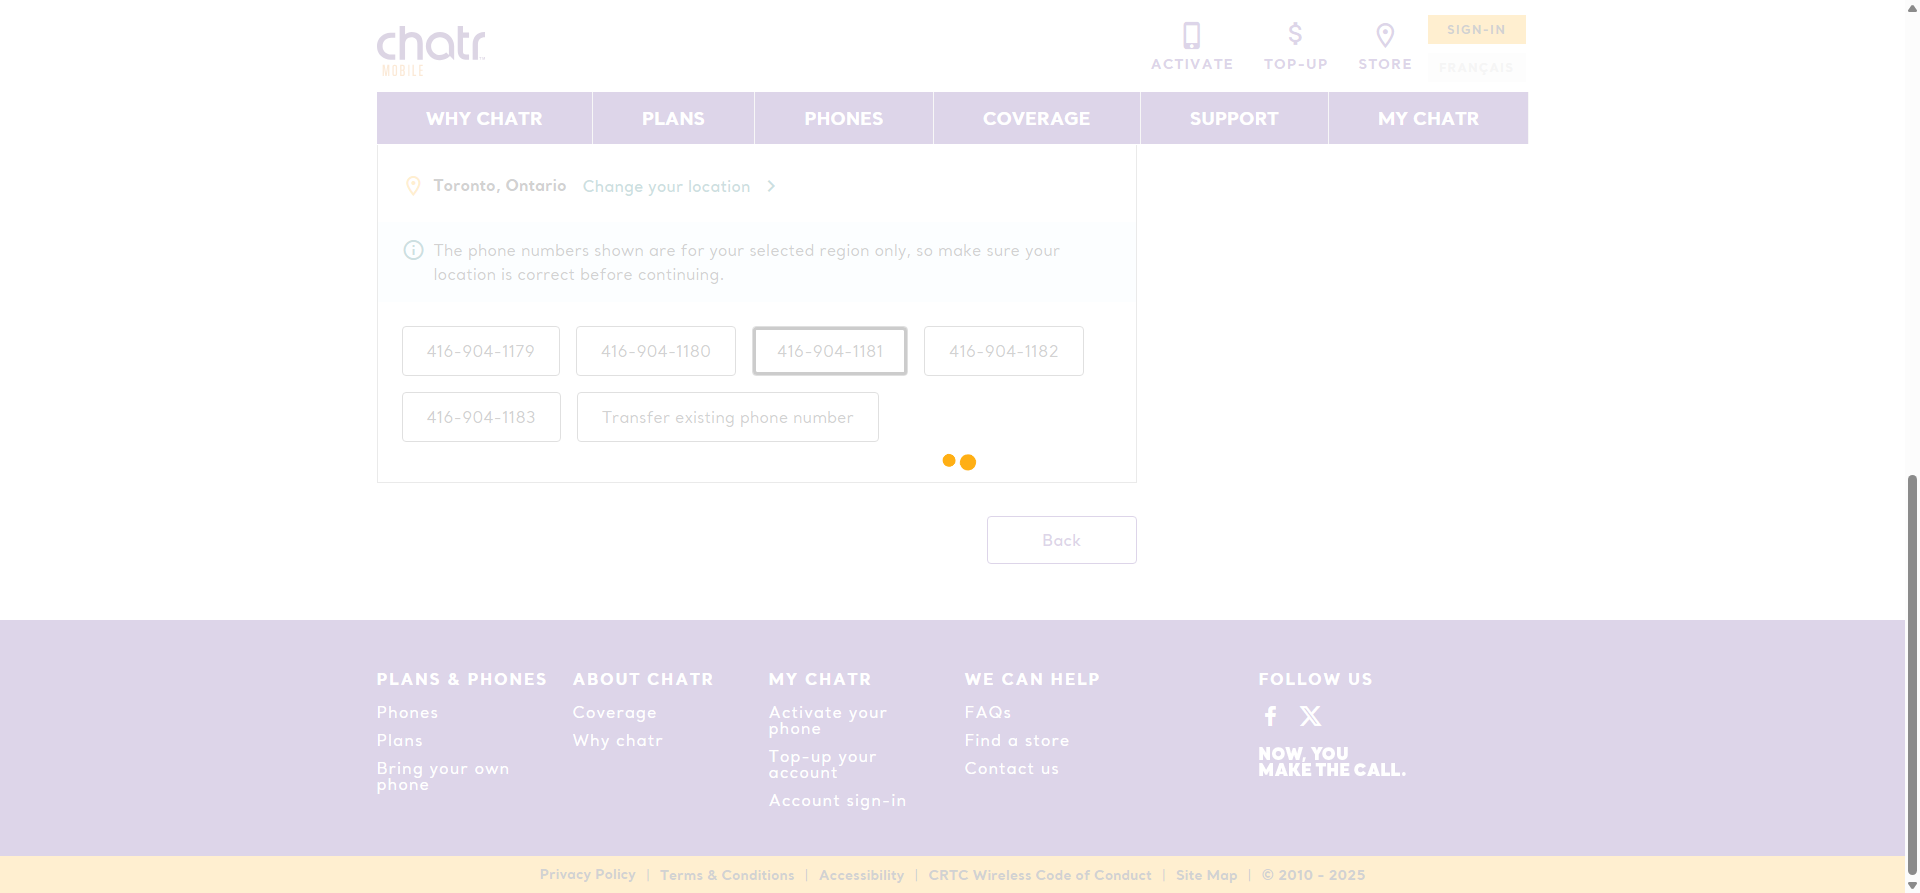 chatr
MOBILE
ACTIVATE
TOP-UP
STORE
SIGN-IN
FRANÇAIS
WHY CHATR
PLANS
PHONES
COVERAGE
SUPPORT
MY CHATR
Toronto, Ontario
Change your location
The phone numbers shown are for your selected region only, so make sure your
location is correct before continuing.
416-904-1179
416-904-1180
416-904-1181
416-904-1182
416-904-1183
Transfer existing phone number
Back
PLANS & PHONES
Phones
Plans
Bring your own
phone
ABOUT CHATR
Coverage
Why chatr
MY CHATR
Activate your
phone
Top-up your
account
Account sign-in
WE CAN HELP
FAQs
Find a store
Contact us
FOLLOW US
NOW, YOU
MAKE THE CALL.
Privacy Policy | Terms & Conditions | Accessibility | CRTC Wireless Code of Conduct | Site Map | © 2010 - 2025